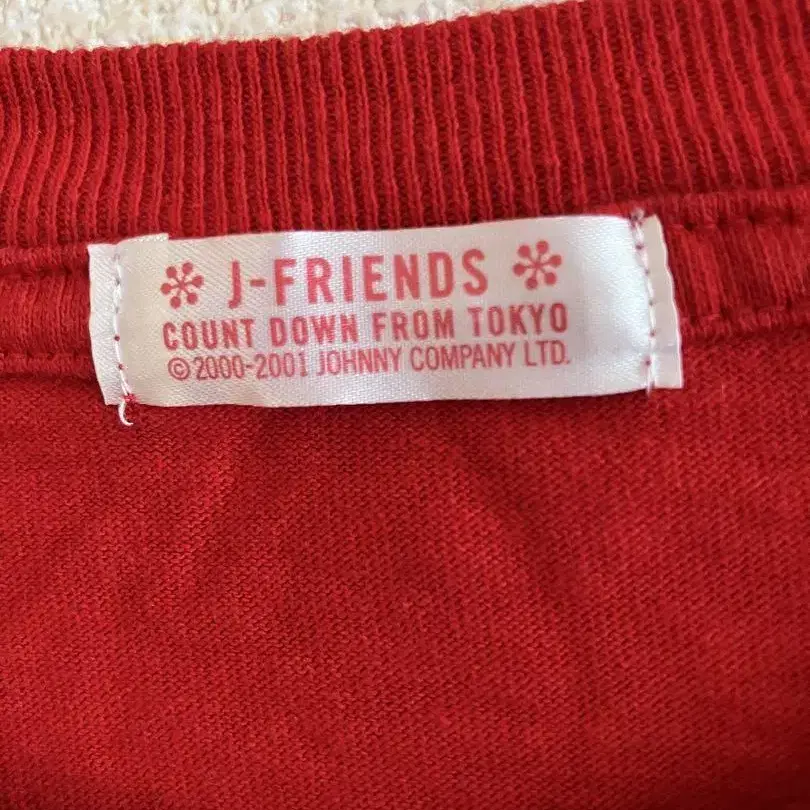 J-FRIENDS
COUNT DOWN FROM TOKYO
©2000-2001 JOHNNY COMPANY LTD.